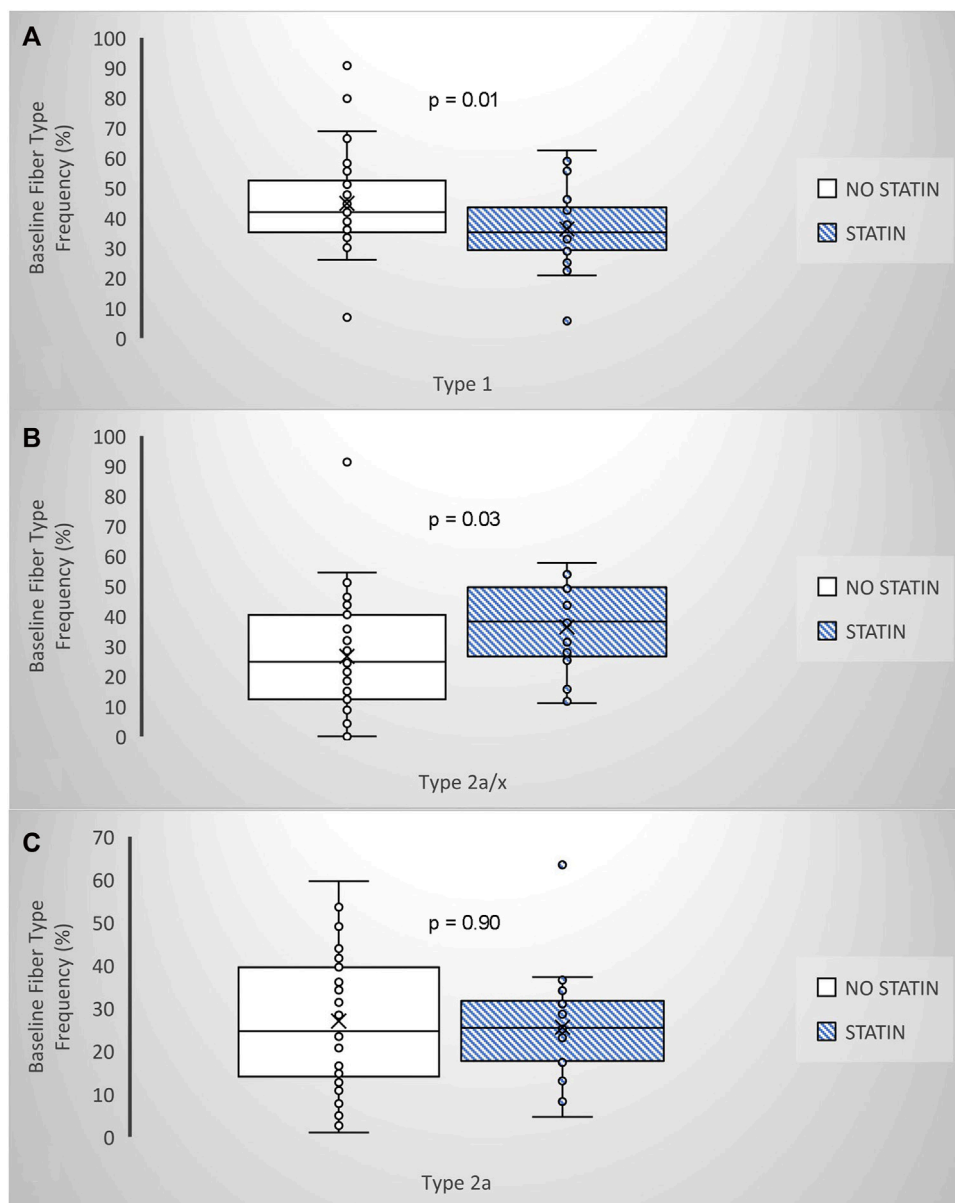 A
Baseline Fiber Type
Frequency (%)
100
90
80
70
60
50
40
30
20
10
0
p = 0.01
NO STATIN
STATIN
Type 1
B
Baseline Fiber Type
Frequency (%)
100
90
80
70
60
50
40
30
20
10
0
p = 0.03
NO STATIN
STATIN
Type 2a/x
C
Baseline Fiber Type
Frequency (%)
70
60
50
40
30
20
10
0
p = 0.90
NO STATIN
STATIN
Type 2a